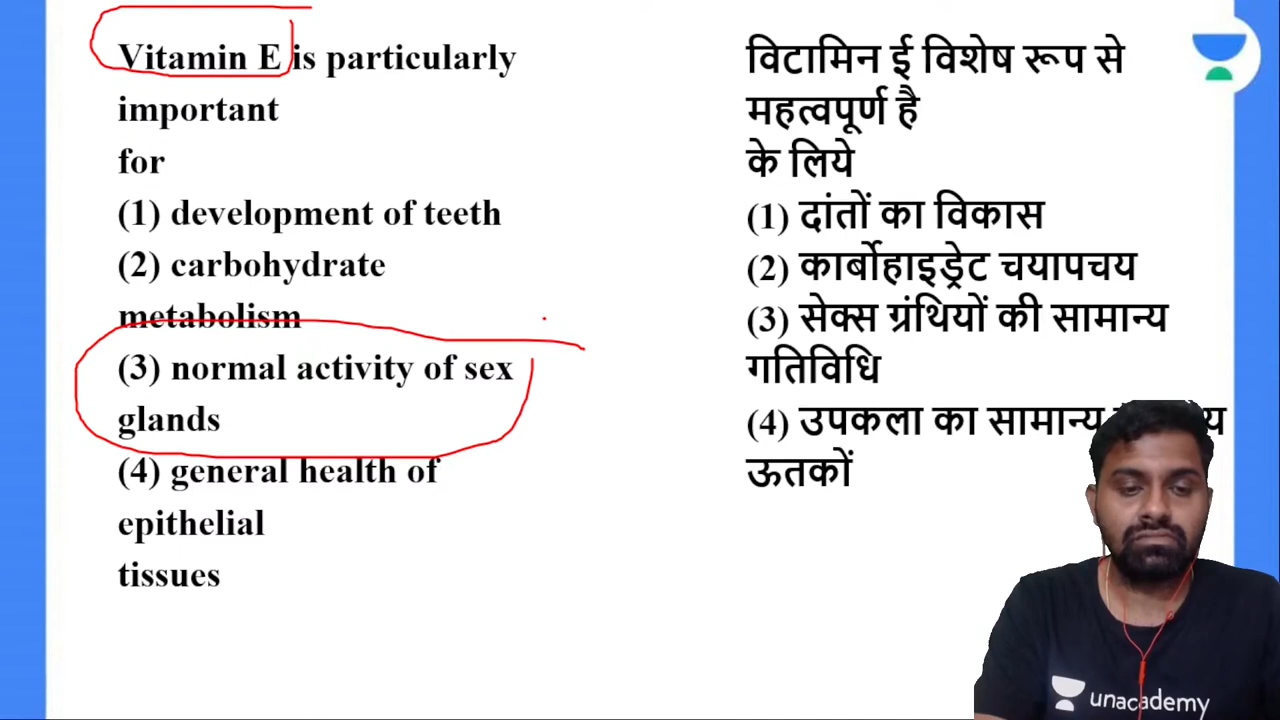 Vitamin E is particularly
important
for
(1) development of teeth
(2) carbohydrate
metabolism
(3) normal activity of sex
glands
(4) general health of
epithelial
tissues
विटामिन ई विशेष रूप से
महत्वपूर्ण है
के लिये
(1) दांतों का विकास
(2) कार्बोहाइड्रेट चयापचय
(3) सेक्स ग्रंथियों की सामान्य
गतिविधि
(4) उपकला का सामान्य
ऊतकों
unacademy